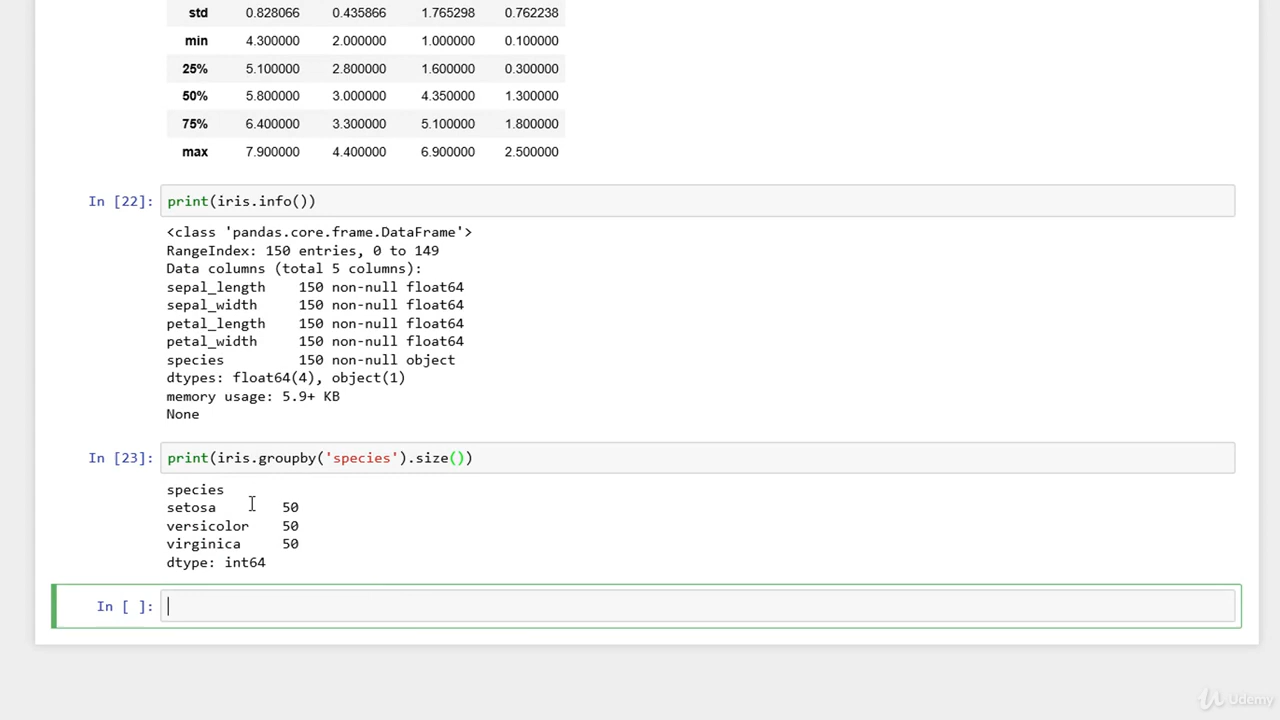 std 0.828066 0.435866 1.765298 0.762238
min 4.300000 2.000000 1.000000 0.100000
25% 5.100000 2.800000 1.600000 0.300000
50% 5.800000 3.000000 4.350000 1.300000
75% 6.400000 3.300000 5.100000 1.800000
max 7.900000 4.400000 6.900000 2.500000
In [22]: print(iris.info())
<class 'pandas.core.frame.DataFrame'>
RangeIndex: 150 entries, 0 to 149
Data columns (total 5 columns):
sepal_length 150 non-null float64
sepal_width 150 non-null float64
petal_length 150 non-null float64
petal_width 150 non-null float64
species 150 non-null object
dtypes: float64(4), object(1)
memory usage: 5.9+ KB
None
In [23]: print(iris.groupby('species').size())
species
setosa 50
versicolor 50
virginica 50
dtype: int64
In [ ]:
Udemy